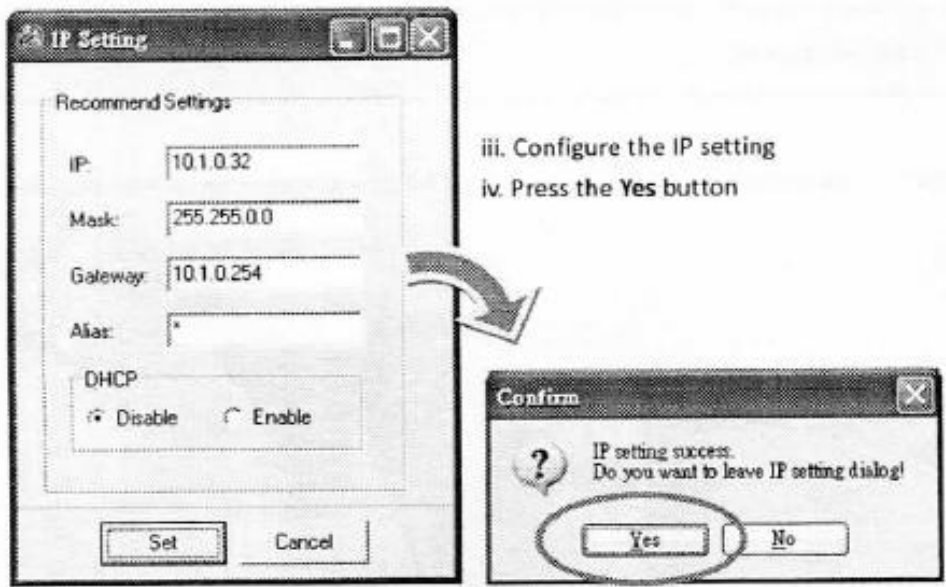 IP Setting
Recommend Settings
IP: 10.1.0.32
Mask: 255.255.0.0
Gateway: 10.1.0.254
Alias: *
DHCP
Disable Enable
Set Cancel
iii. Configure the IP setting
iv. Press the Yes button
Confirm
?
IP setting success.
Do you want to leave IP setting dialog!
Yes No